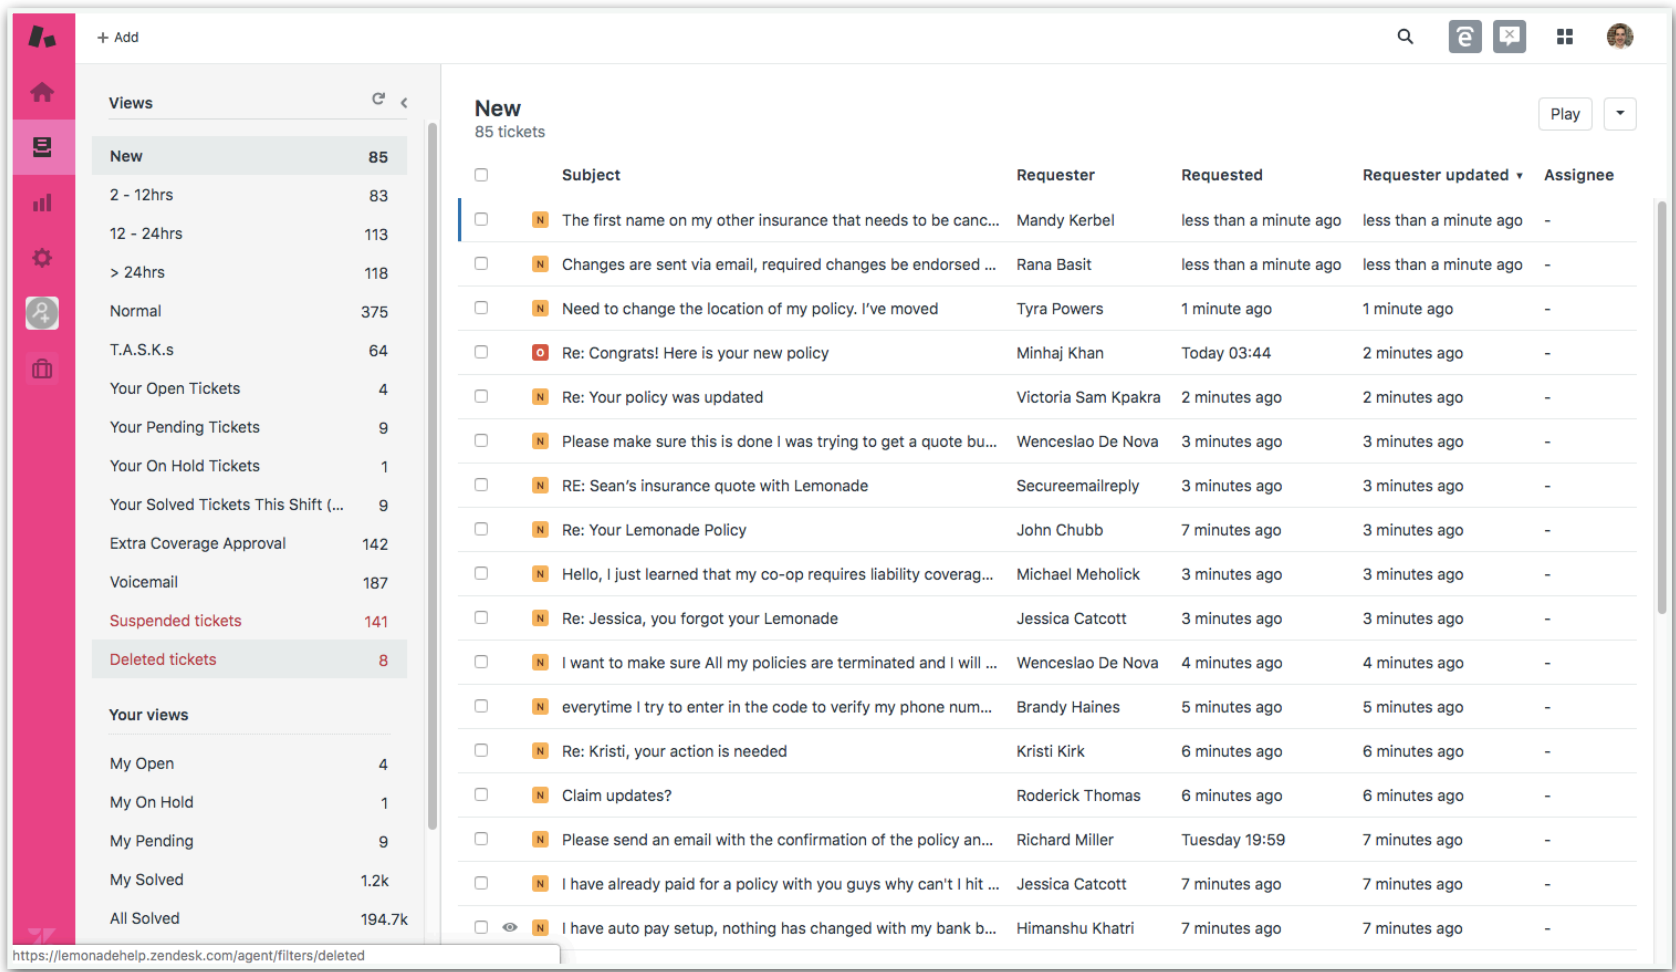 + Add
Views
New 85
2 - 12hrs 83
12 - 24hrs 113
> 24hrs 118
Normal 375
T.A.S.K.s 64
Your Open Tickets 4
Your Pending Tickets 9
Your On Hold Tickets 1
Your Solved Tickets This Shift (... 9
Extra Coverage Approval 142
Voicemail 187
Suspended tickets 141
Deleted tickets 8
Your views
My Open 4
My On Hold 1
My Pending 9
My Solved 1.2k
All Solved 194.7k
https://lemonadehelp.zendesk.com/agent/filters/deleted
New
85 tickets
Play
Subject Requester Requested Requester updated ▼ Assignee
N The first name on my other insurance that needs to be canc... Mandy Kerbel less than a minute ago less than a minute ago -
N Changes are sent via email, required changes be endorsed ... Rana Basit less than a minute ago less than a minute ago -
N Need to change the location of my policy. I’ve moved Tyra Powers 1 minute ago 1 minute ago -
O Re: Congrats! Here is your new policy Minhaj Khan Today 03:44 2 minutes ago -
N Re: Your policy was updated Victoria Sam Kpakra 2 minutes ago 2 minutes ago -
N Please make sure this is done I was trying to get a quote bu... Wenceslao De Nova 3 minutes ago 3 minutes ago -
N RE: Sean’s insurance quote with Lemonade Secureemailreply 3 minutes ago 3 minutes ago -
N Re: Your Lemonade Policy John Chubb 7 minutes ago 3 minutes ago -
N Hello, I just learned that my co-op requires liability coverag... Michael Meholick 3 minutes ago 3 minutes ago -
N Re: Jessica, you forgot your Lemonade Jessica Catcott 3 minutes ago 3 minutes ago -
N I want to make sure All my policies are terminated and I will ... Wenceslao De Nova 4 minutes ago 4 minutes ago -
N everytime I try to enter in the code to verify my phone num... Brandy Haines 5 minutes ago 5 minutes ago -
N Re: Kristi, your action is needed Kristi Kirk 6 minutes ago 6 minutes ago -
N Claim updates? Roderick Thomas 6 minutes ago 6 minutes ago -
N Please send an email with the confirmation of the policy an... Richard Miller Tuesday 19:59 7 minutes ago -
N I have already paid for a policy with you guys why can't I hit ... Jessica Catcott 7 minutes ago 7 minutes ago -
N I have auto pay setup, nothing has changed with my bank b... Himanshu Khatri 7 minutes ago 7 minutes ago -